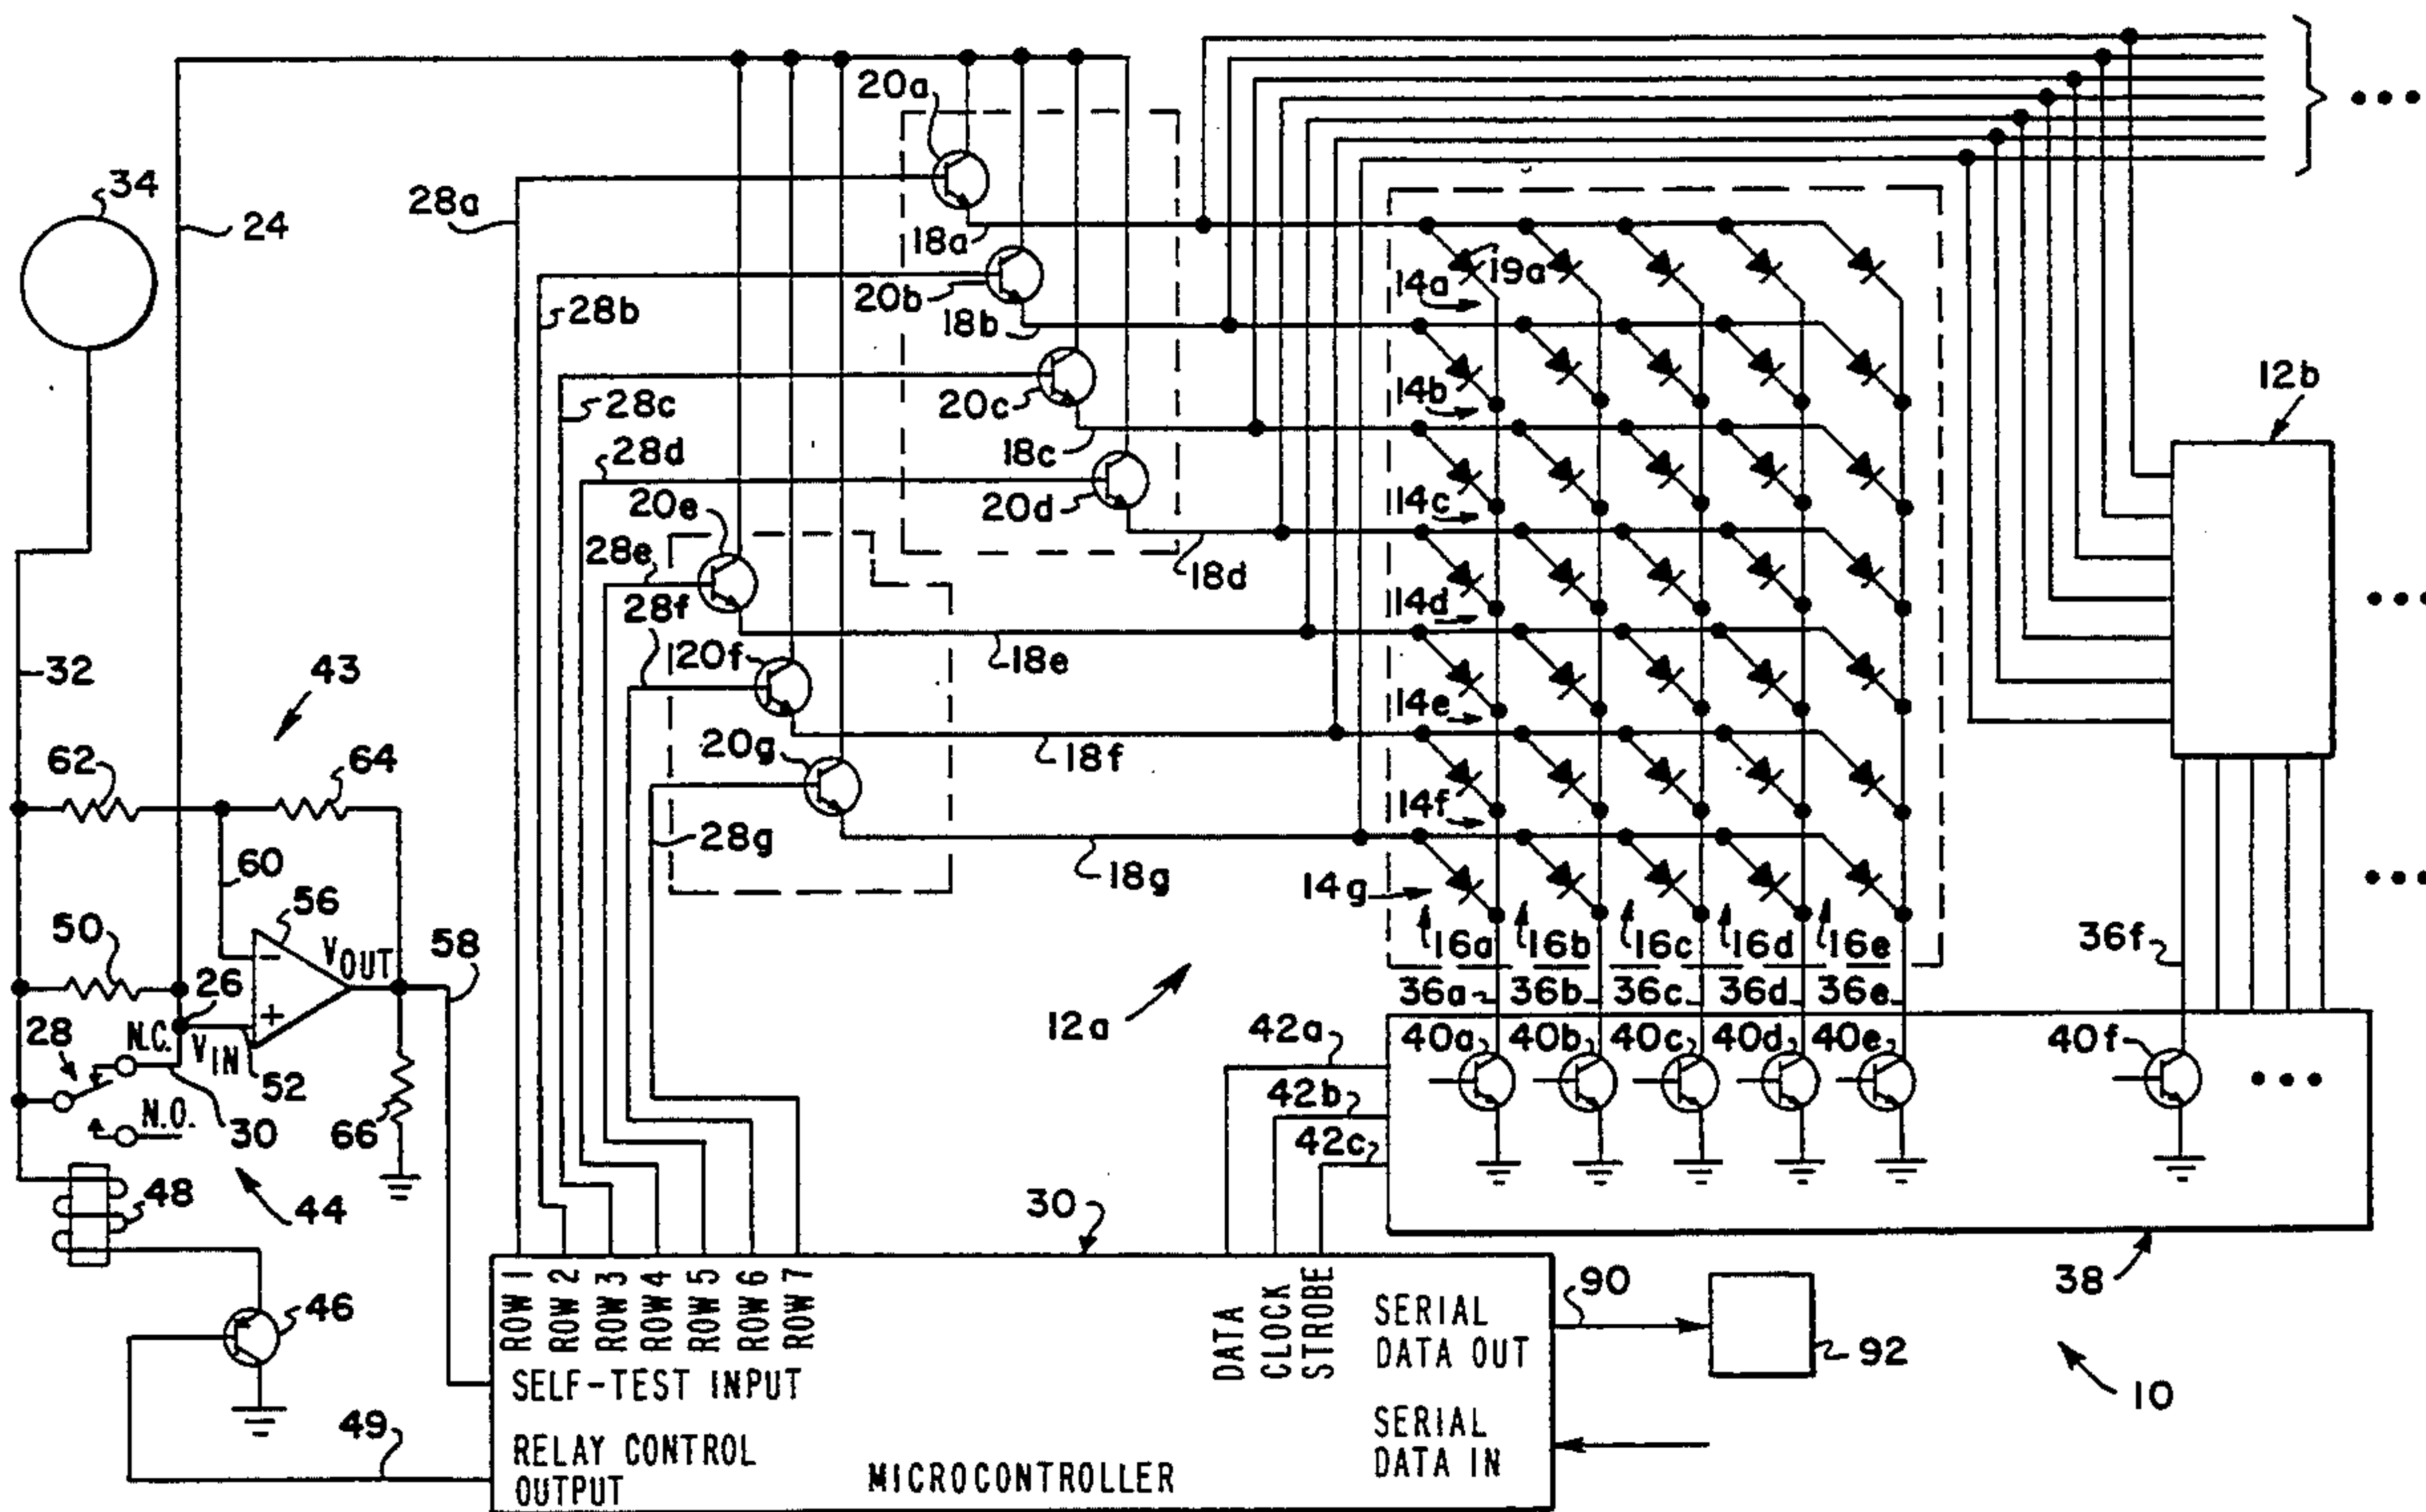 20a
34
24
28a
18a
19a
14a
20b
28b
18b
12b
28c
20c
14b
28d
18c
20e
20d
14c
28e
18d
28f
14d
32
43
20f
18e
14e
62
64
20g
18f
14f
28g
60
18g
14g
56
50
VOUT
58
16a 16b 16c 16d 16e
36f
26
36a 36b 36c 36d 36e
28
N.C.
VIN
52
12a
42a
40a 40b 40c 40d 40e
40f
42b
N.O.
30
66
42c
48
44
30
ROW 1
ROW 2
ROW 3
ROW 4
ROW 5
ROW 6
ROW 7
DATA
CLOCK
STROBE
SERIAL
DATA OUT
90
38
46
92
SELF-TEST INPUT
10
49
RELAY CONTROL
OUTPUT
MICROCONTROLLER
SERIAL
DATA IN